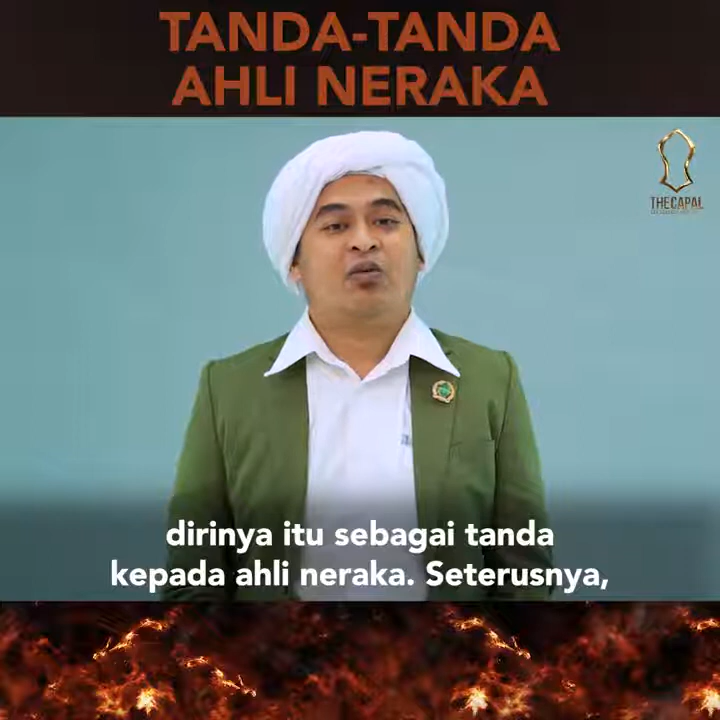 TANDA-TANDA
AHLI NERAKA
THECAPAL
dirinya itu sebagai tanda
kepada ahli neraka. Seterusnya,